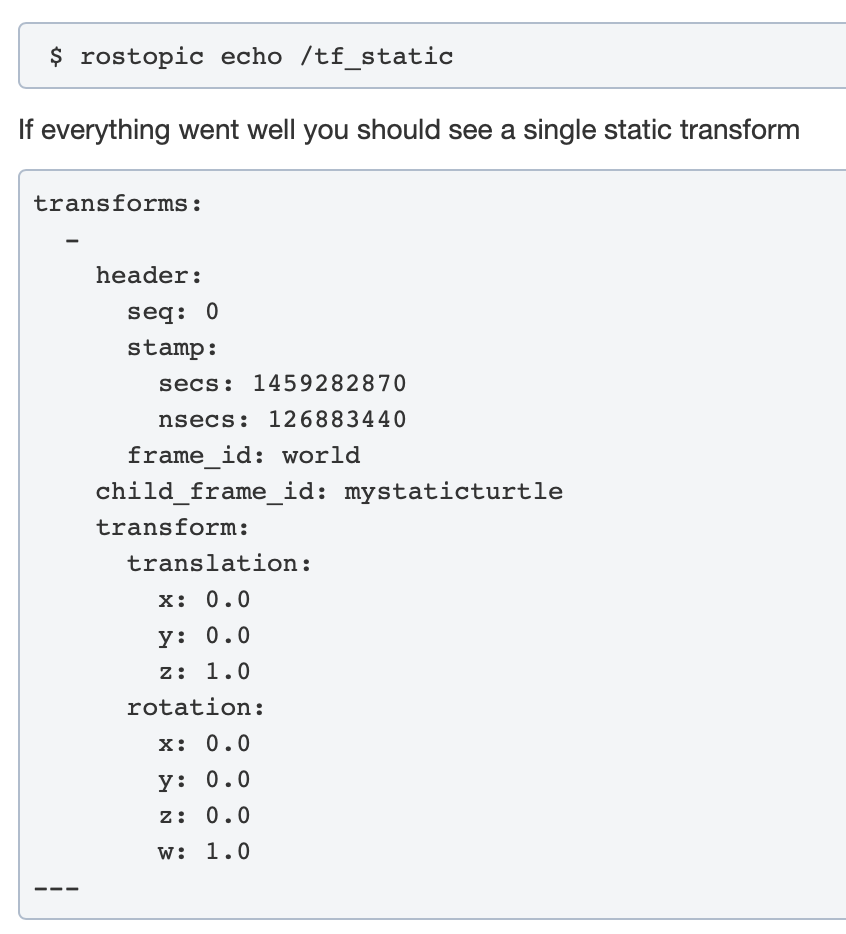 $ rostopic echo /tf_static
If everything went well you should see a single static transform
transforms:
  -
    header:
      seq: 0
      stamp:
        secs: 1459282870
        nsecs: 126883440
      frame_id: world
    child_frame_id: mystaticturtle
    transform:
      translation:
        x: 0.0
        y: 0.0
        z: 1.0
      rotation:
        x: 0.0
        y: 0.0
        z: 0.0
        w: 1.0
---